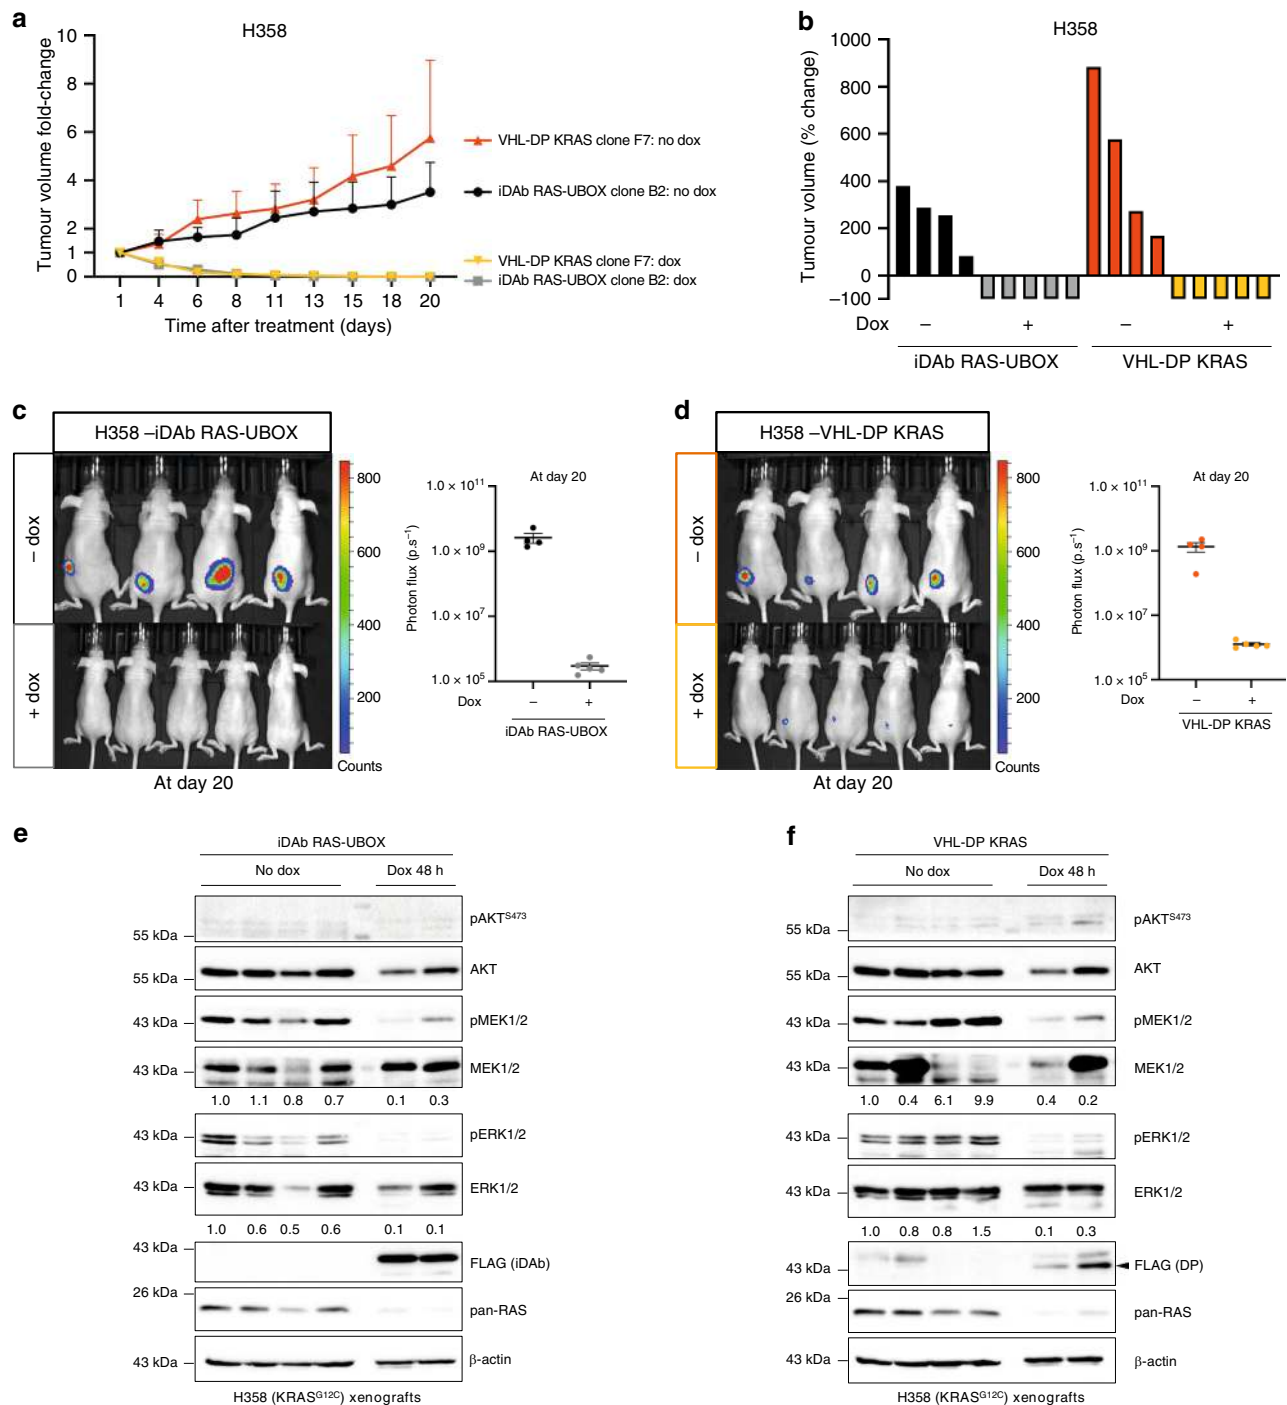 a
H358
10
8
6
4
2
1
0
Tumour volume fold-change
1 4 6 8 11 13 15 18 20
Time after treatment (days)
VHL-DP KRAS clone F7: no dox
iDAb RAS-UBOX clone B2: no dox
VHL-DP KRAS clone F7: dox
iDAb RAS-UBOX clone B2: dox
b
H358
1000
800
600
400
200
0
−100
Tumour volume (% change)
Dox − + − +
iDAb RAS-UBOX VHL-DP KRAS
c
H358 –iDAb RAS-UBOX
− dox
+ dox
800
600
400
200
Counts
At day 20
At day 20
1.0 × 10¹¹
1.0 × 10⁹
1.0 × 10⁷
1.0 × 10⁵
Photon flux (p.s⁻¹)
Dox − +
iDAb RAS-UBOX
d
H358 –VHL-DP KRAS
− dox
+ dox
800
600
400
200
Counts
At day 20
At day 20
1.0 × 10¹¹
1.0 × 10⁹
1.0 × 10⁷
1.0 × 10⁵
Photon flux (p.s⁻¹)
Dox − +
VHL-DP KRAS
e
iDAb RAS-UBOX
No dox Dox 48 h
55 kDa pAKTS473
55 kDa AKT
43 kDa pMEK1/2
43 kDa MEK1/2
1.0 1.1 0.8 0.7 0.1 0.3
43 kDa pERK1/2
43 kDa ERK1/2
1.0 0.6 0.5 0.6 0.1 0.1
43 kDa FLAG (iDAb)
26 kDa pan-RAS
43 kDa β-actin
H358 (KRASG12C) xenografts
f
VHL-DP KRAS
No dox Dox 48 h
55 kDa pAKTS473
55 kDa AKT
43 kDa pMEK1/2
43 kDa MEK1/2
1.0 0.4 6.1 9.9 0.4 0.2
43 kDa pERK1/2
43 kDa ERK1/2
1.0 0.8 0.8 1.5 0.1 0.3
43 kDa FLAG (DP)
26 kDa pan-RAS
43 kDa β-actin
H358 (KRASG12C) xenografts